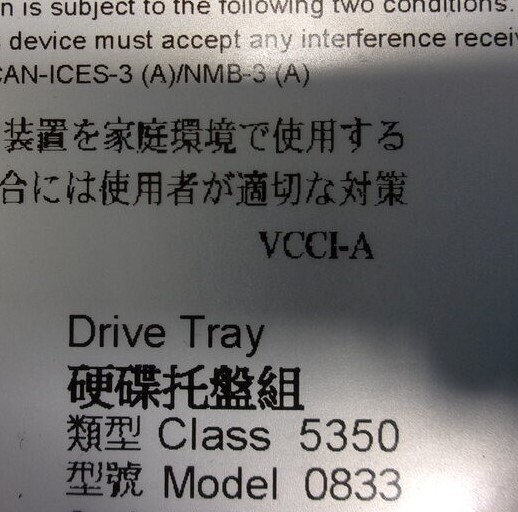 n is subject to the following two conditions.
device must accept any interference receiv
CAN-ICES-3 (A)/NMB-3 (A)
装置を家庭環境で使用する
合には使用者が適切な対策
VCCI-A
Drive Tray
硬碟托盤組
類型 Class 5350
型號 Model 0833